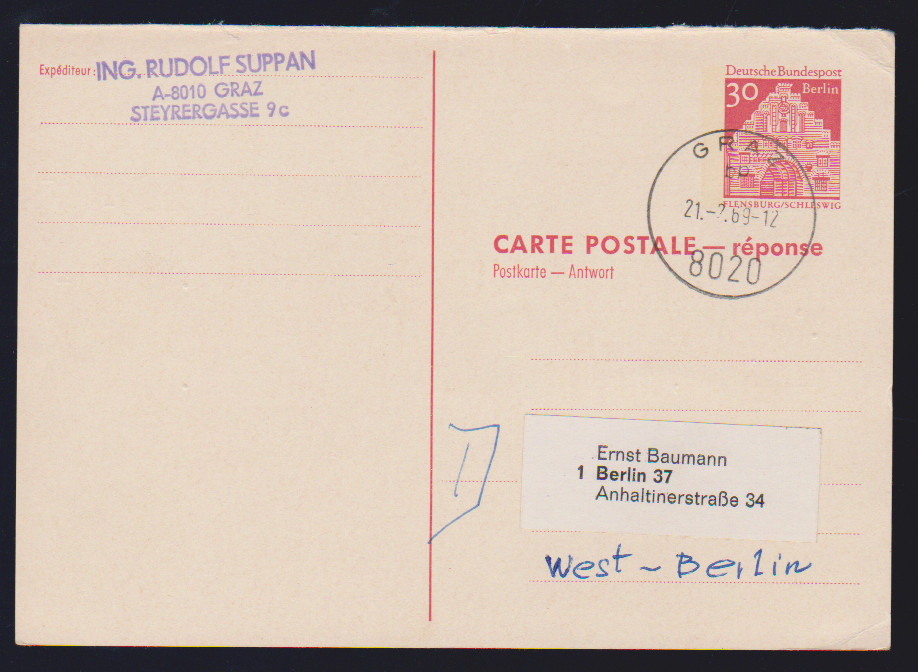 Expéditeur: ING. RUDOLF SUPPAN
A-8010 GRAZ
STEYRERGASSE 9c
Deutsche Bundespost
30 Berlin
FLENSBURG/SCHLESWIG
GRAZ
21.-2.69-12
8020
CARTE POSTALE — réponse
Postkarte — Antwort
Ernst Baumann
1 Berlin 37
Anhaltinerstraße 34
West - Berlin